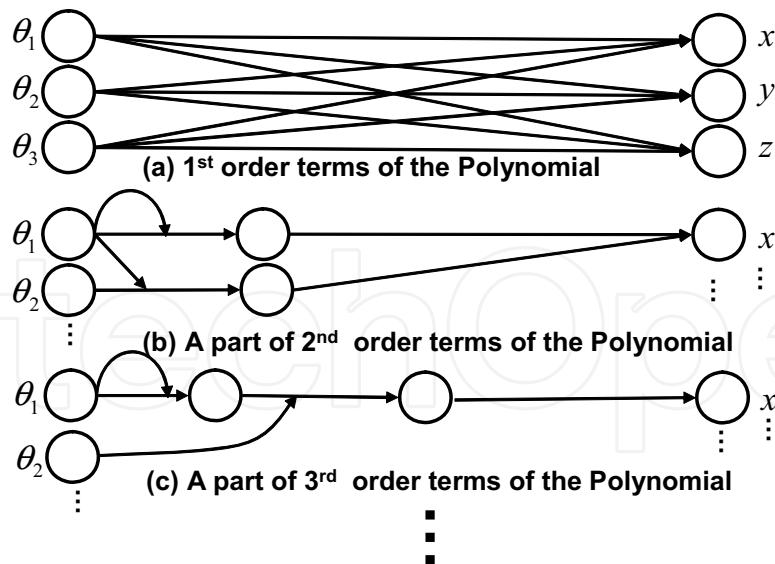 θ₁ x
θ₂ y
θ₃ z
(a) 1st order terms of the Polynomial
θ₁ x
θ₂
(b) A part of 2nd order terms of the Polynomial
θ₁ x
θ₂
(c) A part of 3rd order terms of the Polynomial